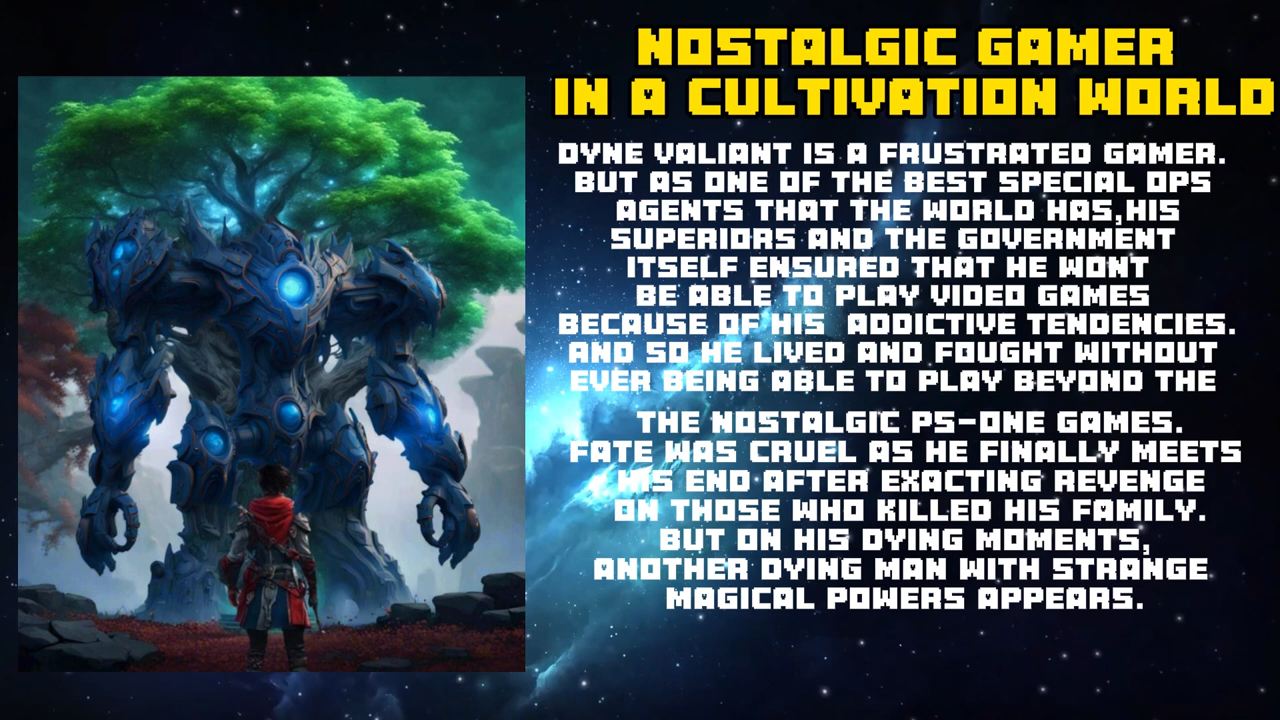 NOSTALGIC GAMER
IN A CULTIVATION WORLD
DYNE VALIANT IS A FRUSTRATED GAMER.
BUT AS ONE OF THE BEST SPECIAL OPS
AGENTS THAT THE WORLD HAS,HIS
SUPERIORS AND THE GOVERNMENT
ITSELF ENSURED THAT HE WONT
BE ABLE TO PLAY VIDEO GAMES
BECAUSE OF HIS  ADDICTIVE TENDENCIES.
AND SO HE LIVED AND FOUGHT WITHOUT
EVER BEING ABLE TO PLAY BEYOND THE
THE NOSTALGIC PS-ONE GAMES.
FATE WAS CRUEL AS HE FINALLY MEETS
HIS END AFTER EXACTING REVENGE
ON THOSE WHO KILLED HIS FAMILY.
BUT ON HIS DYING MOMENTS,
ANOTHER DYING MAN WITH STRANGE
MAGICAL POWERS APPEARS.